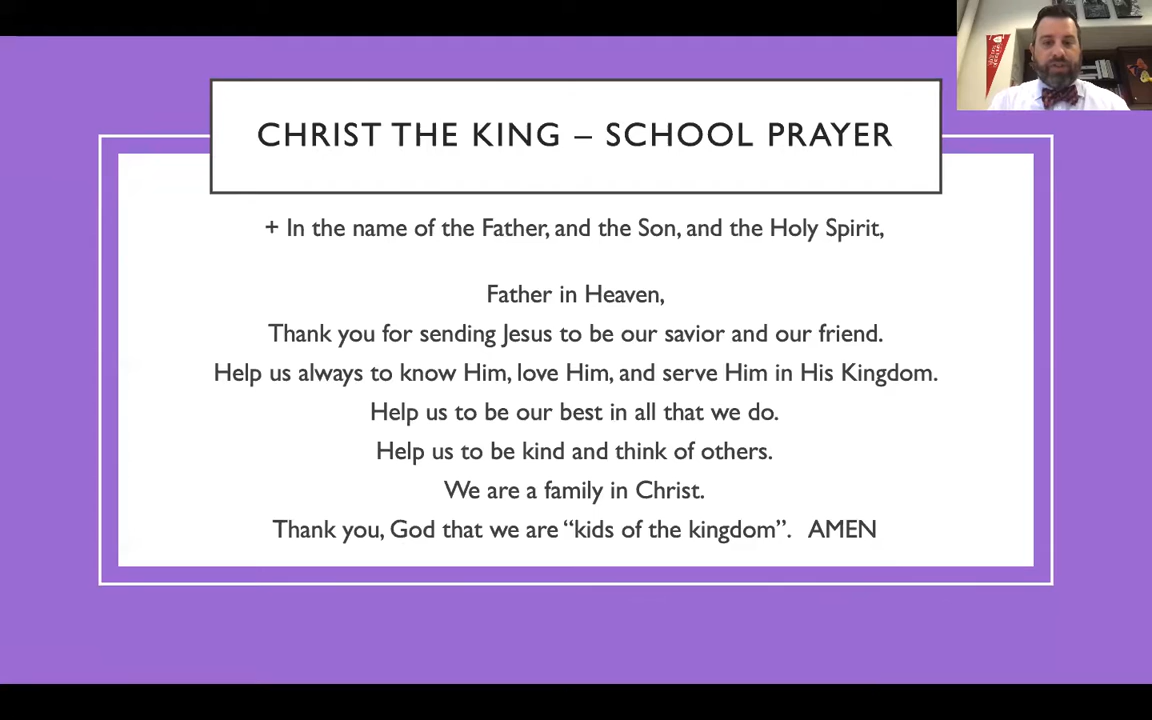 CHRIST THE KING – SCHOOL PRAYER
+ In the name of the Father, and the Son, and the Holy Spirit,
Father in Heaven,
Thank you for sending Jesus to be our savior and our friend.
Help us always to know Him, love Him, and serve Him in His Kingdom.
Help us to be our best in all that we do.
Help us to be kind and think of others.
We are a family in Christ.
Thank you, God that we are “kids of the kingdom”. AMEN